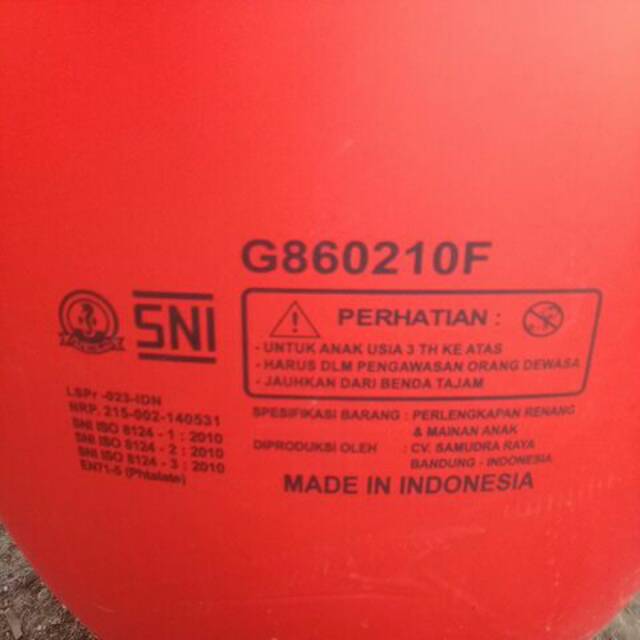 G860210F
SNI
PERHATIAN :
- UNTUK ANAK USIA 3 TH KE ATAS
- HARUS DLM PENGAWASAN ORANG DEWASA
- JAUHKAN DARI BENDA TAJAM
LSPr -023-IDN
NRP. 215-002-140531
SNI ISO 8124 - 1 : 2010
SNI ISO 8124 - 2 : 2010
SNI ISO 8124 - 3 : 2010
EN71-5 (Phtalate)
SPESIFIKASI BARANG : PERLENGKAPAN RENANG
& MAINAN ANAK
DIPRODUKSI OLEH : CV. SAMUDRA RAYA
BANDUNG - INDONESIA
MADE IN INDONESIA